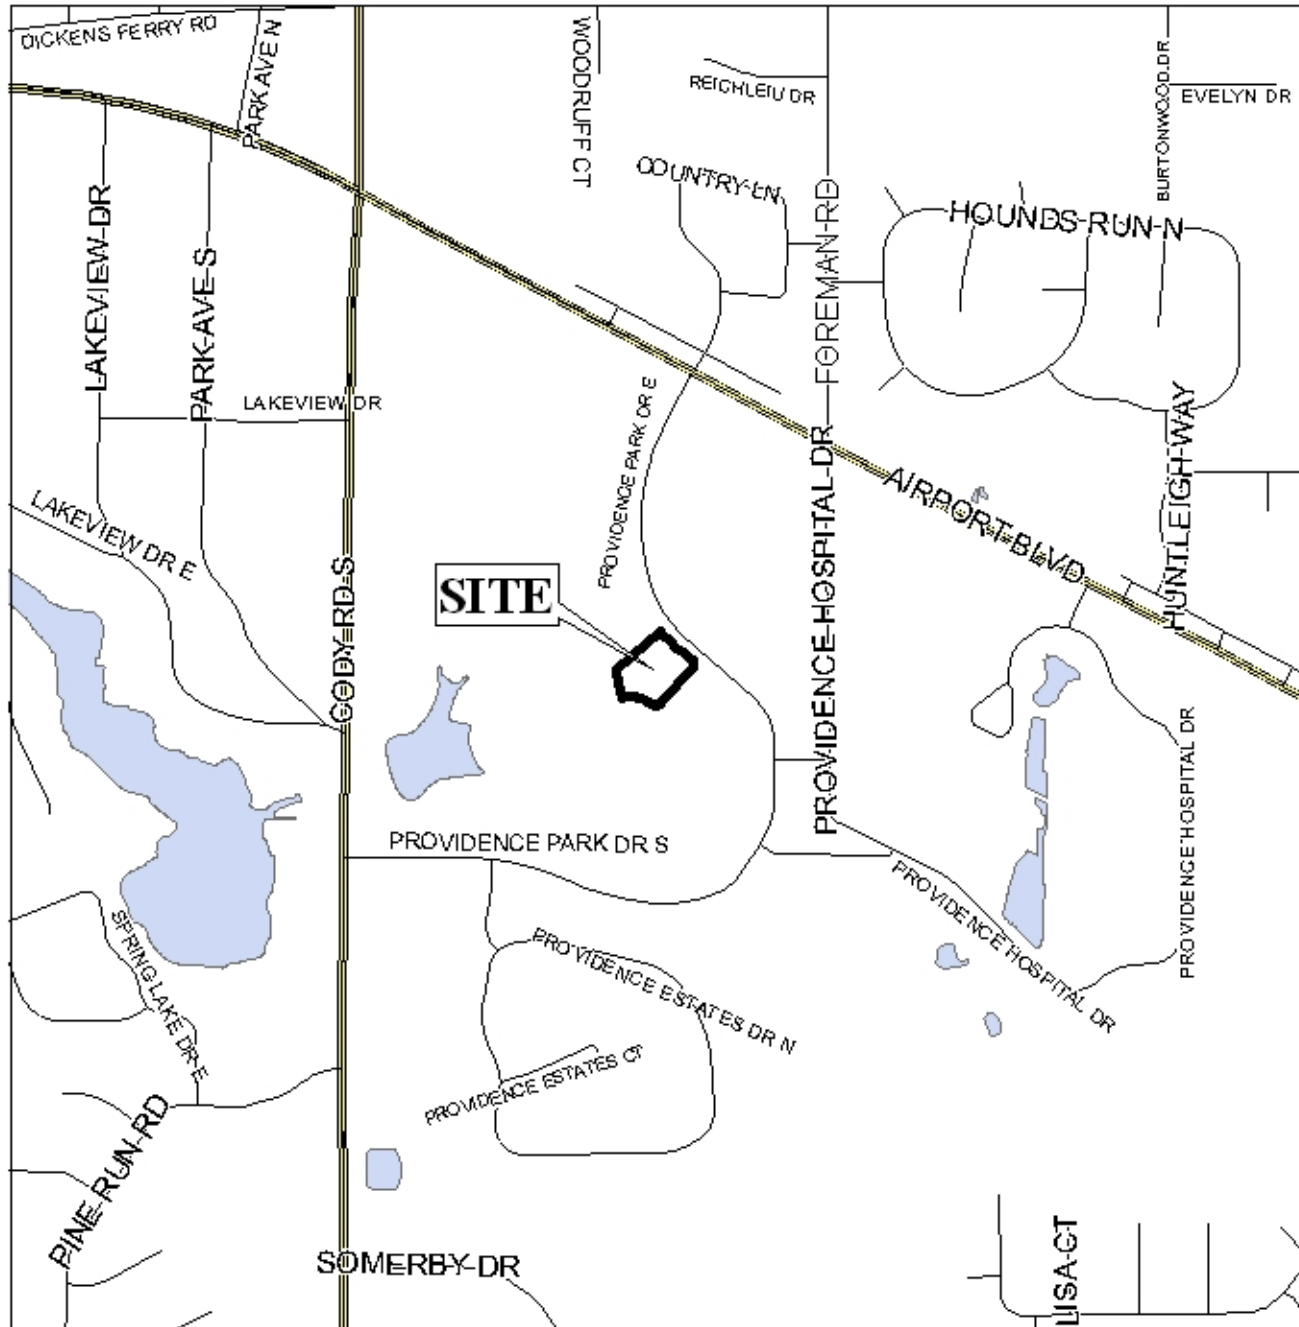 DICKENS FERRY RD
PARK AVE N
WOODRUFF CT
REICHLEIU DR
BURTONWOOD DR
EVELYN DR
COUNTRY LN
HOUNDS RUN N
LAKEVIEW DR
PARK AVE S
FOREMAN RD
LAKEVIEW DR
PROVIDENCE PARK DR E
PROVIDENCE HOSPITAL DR
AIRPORT BLVD
HUNTLEIGH WAY
LAKEVIEW DR E
CODY RD S
SITE
PROVIDENCE HOSPITAL DR
PROVIDENCE PARK DR S
PROVIDENCE HOSPITAL DR
SPRING LAKE DR E
PROVIDENCE ESTATES DR N
PROVIDENCE ESTATES CT
PINE RUN RD
SOMERBY DR
LISA CT